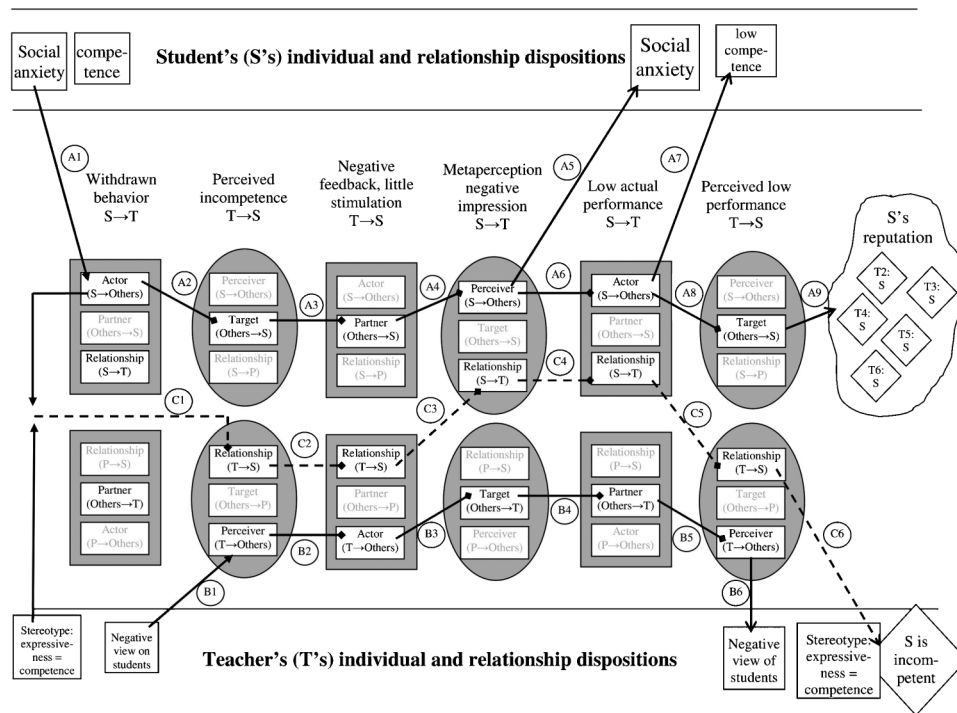 Social
anxiety
compe-
tence
Student's (S's) individual and relationship dispositions
Social
anxiety
low
compe-
tence
A1
A5
A7
Withdrawn
behavior
S→T
Perceived
incompetence
T→S
Negative
feedback, little
stimulation
T→S
Metaperception
negative
impression
S→T
Low actual
performance
S→T
Perceived low
performance
T→S
S's
reputation
T2:
S
T3:
S
T4:
S
T5:
S
T6:
S
A2
A3
A4
A6
A8
A9
Actor
(S→Others)
Partner
(Others→S)
Relationship
(S→T)
Perceiver
(S→Others)
Target
(Others→S)
Relationship
(S→P)
Actor
(S→Others)
Partner
(Others→S)
Relationship
(S→P)
Perceiver
(S→Others)
Target
(Others→S)
Relationship
(S→T)
Actor
(S→Others)
Partner
(Others→S)
Relationship
(S→T)
Perceiver
(S→Others)
Target
(Others→S)
Relationship
(S→P)
C1
C2
C3
C4
C5
C6
Relationship
(P→S)
Partner
(Others→T)
Actor
(P→Others)
Relationship
(T→S)
Target
(Others→P)
Perceiver
(T→Others)
Relationship
(T→S)
Partner
(Others→P)
Actor
(T→Others)
Relationship
(P→S)
Target
(Others→T)
Perceiver
(P→Others)
Relationship
(P→S)
Partner
(Others→T)
Actor
(P→Others)
Relationship
(T→S)
Target
(Others→P)
Perceiver
(T→Others)
B1
B2
B3
B4
B5
B6
Stereotype:
expressive-
ness =
competence
Negative
view on
students
Teacher's (T's) individual and relationship dispositions
Negative
view of
students
Stereotype:
expressive-
ness =
competence
S is
incom-
petent